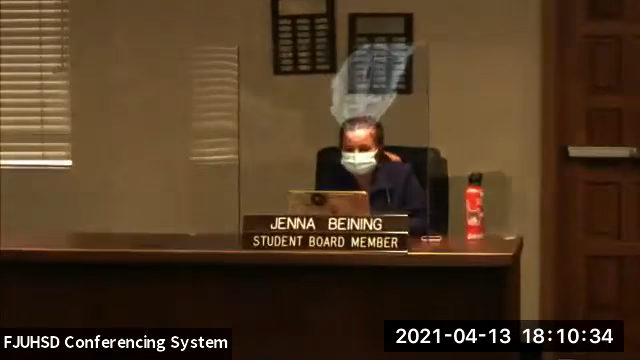 JENNA BEINING
STUDENT BOARD MEMBER
FJUHSD Conferencing System
2021-04-13 18:10:34